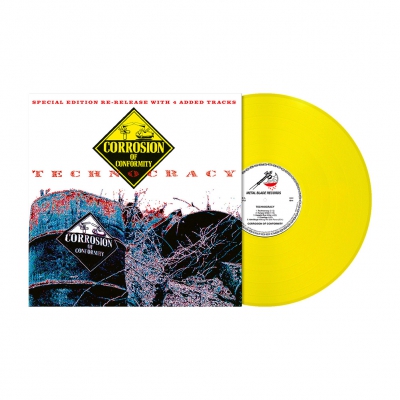 SPECIAL EDITION RE-RELEASE WITH 4 ADDED TRACKS
CORROSION
OF
CONFORMITY
TECHNOCRACY
CORROSION
OF
CONFORMITY
METAL BLADE RECORDS
TECHNOCRACY
CORROSION OF CONFORMITY